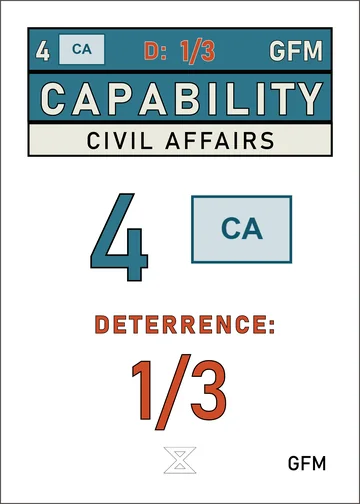 4 CA D: 1/3 GFM
CAPABILITY
CIVIL AFFAIRS
4 CA
DETERRENCE:
1/3
GFM